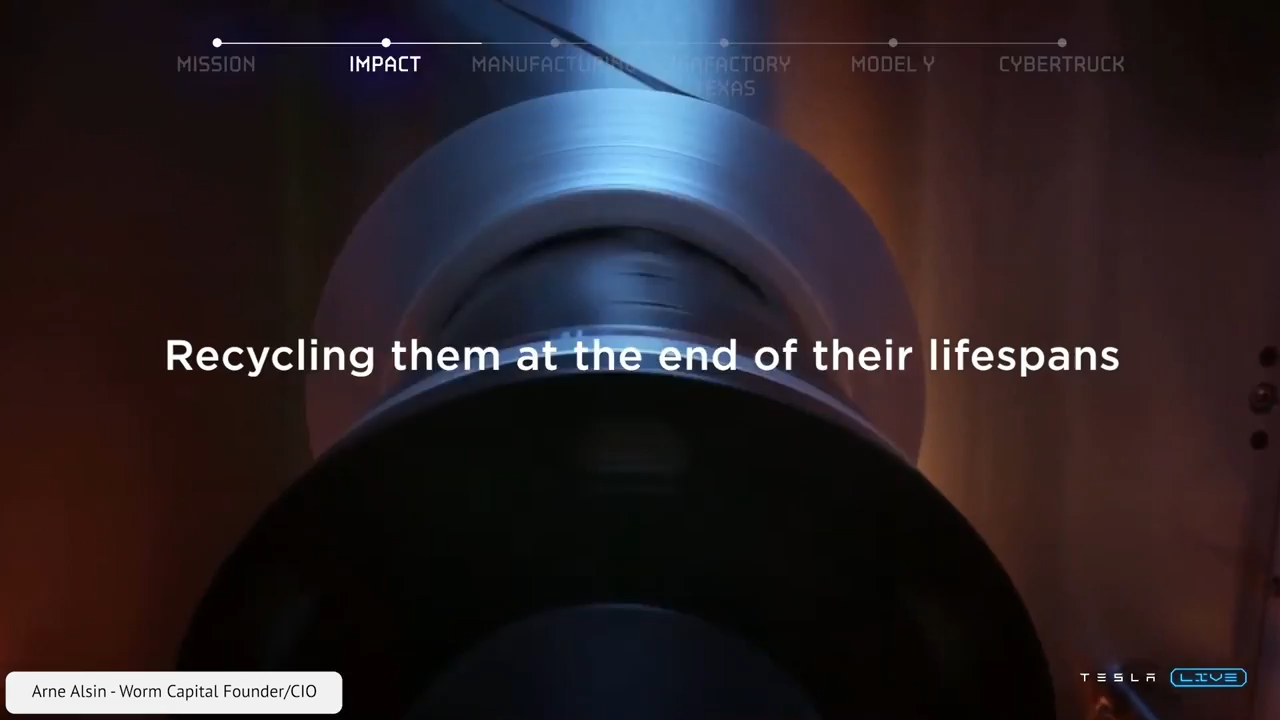 MISSION
IMPACT
MANUFACTURING
MODEL Y
CYBERTRUCK
Recycling them at the end of their lifespans
Arne Alsin - Worm Capital Founder/CIO
TESLA LIVE